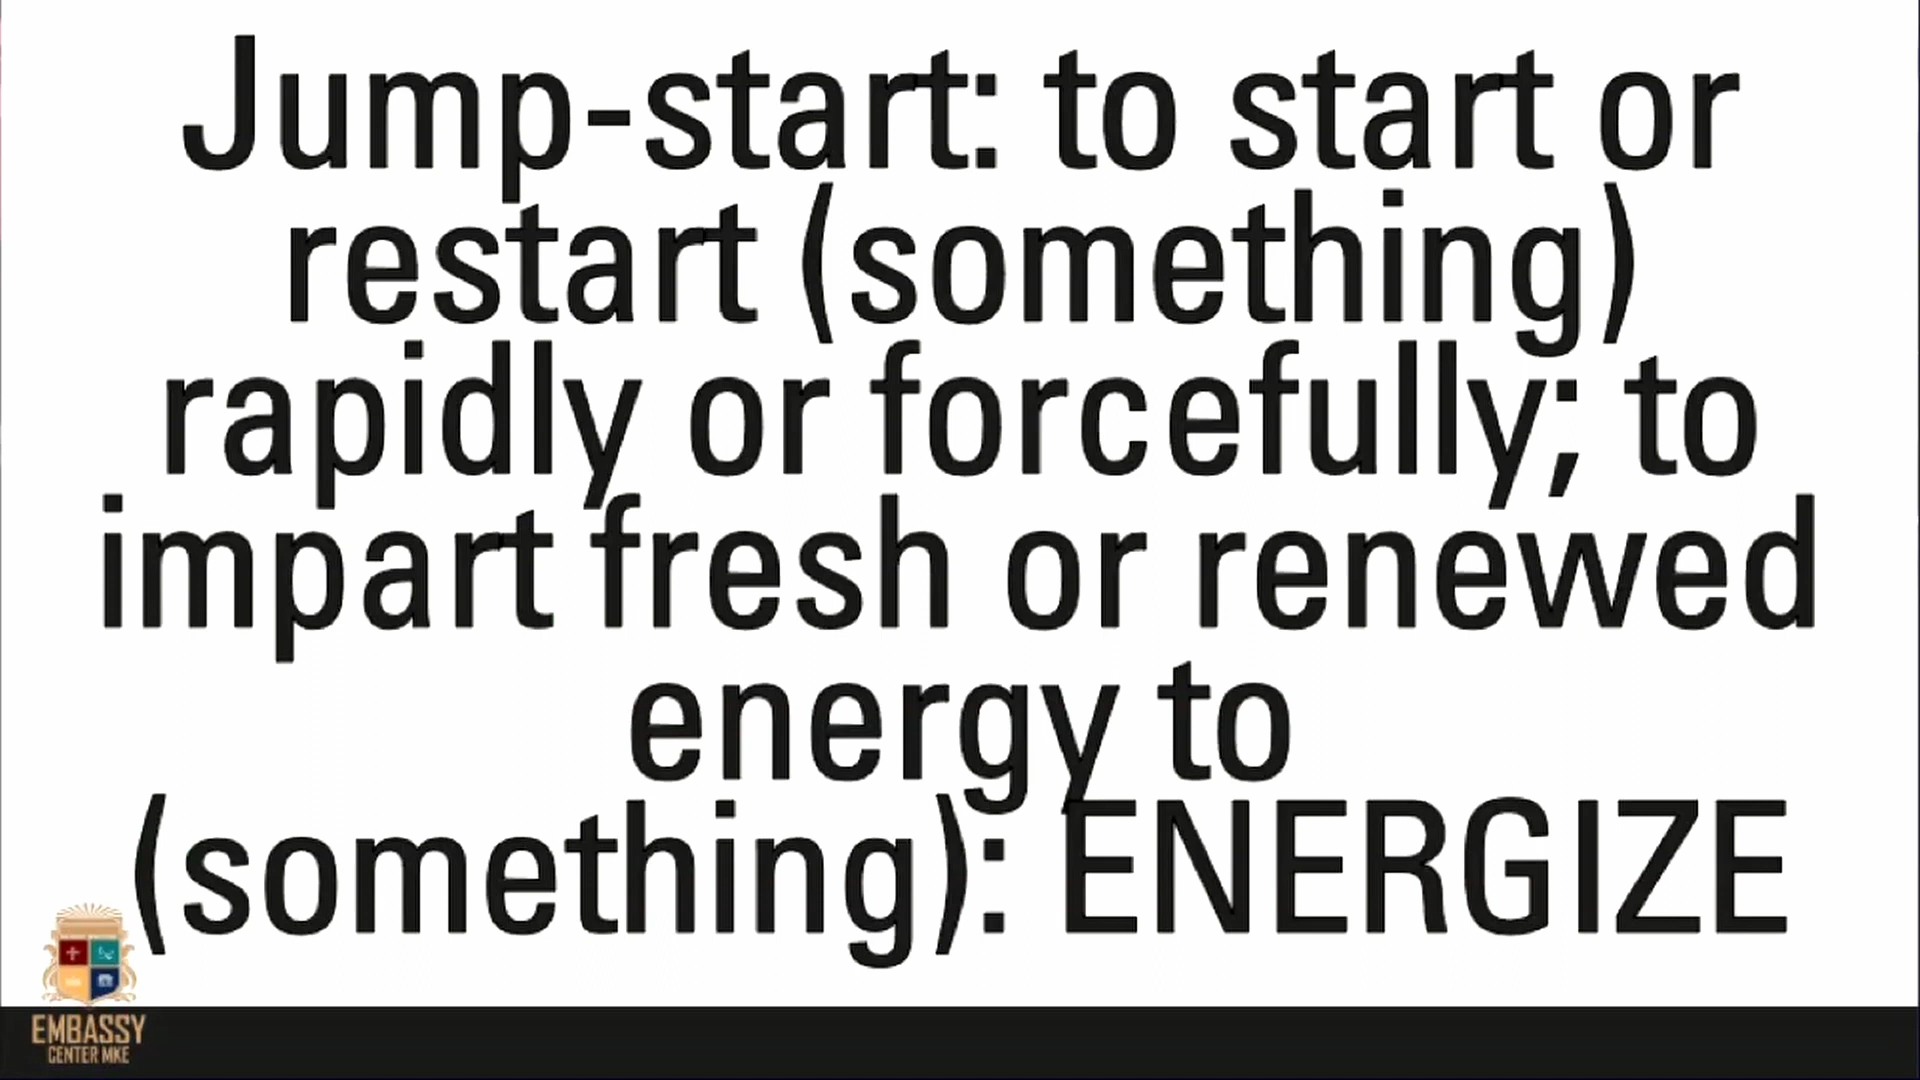 Jump-start: to start or
restart (something)
rapidly or forcefully; to
impart fresh or renewed
energy to
(something): ENERGIZE
EMBASSY
CENTER MKE